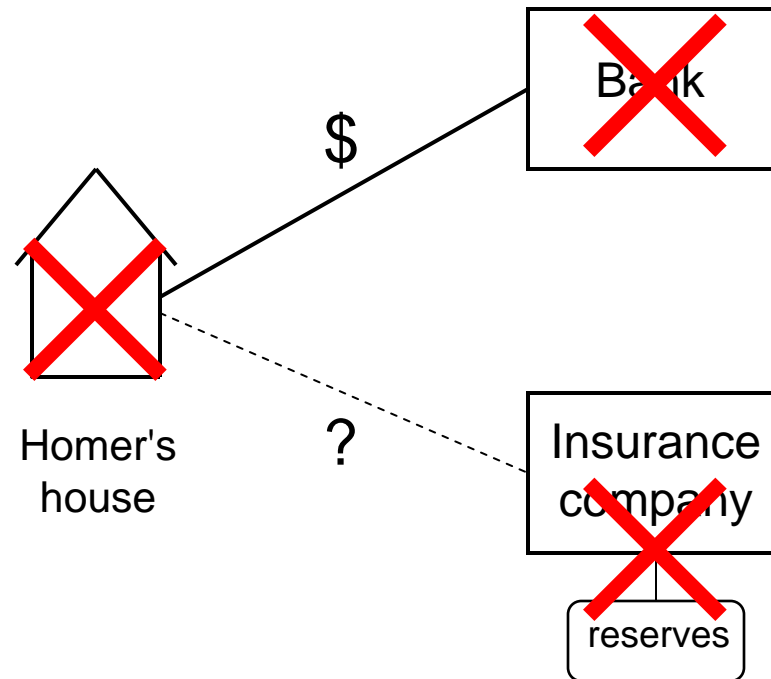 Bank
$
Homer's
house
?
Insurance
company
reserves